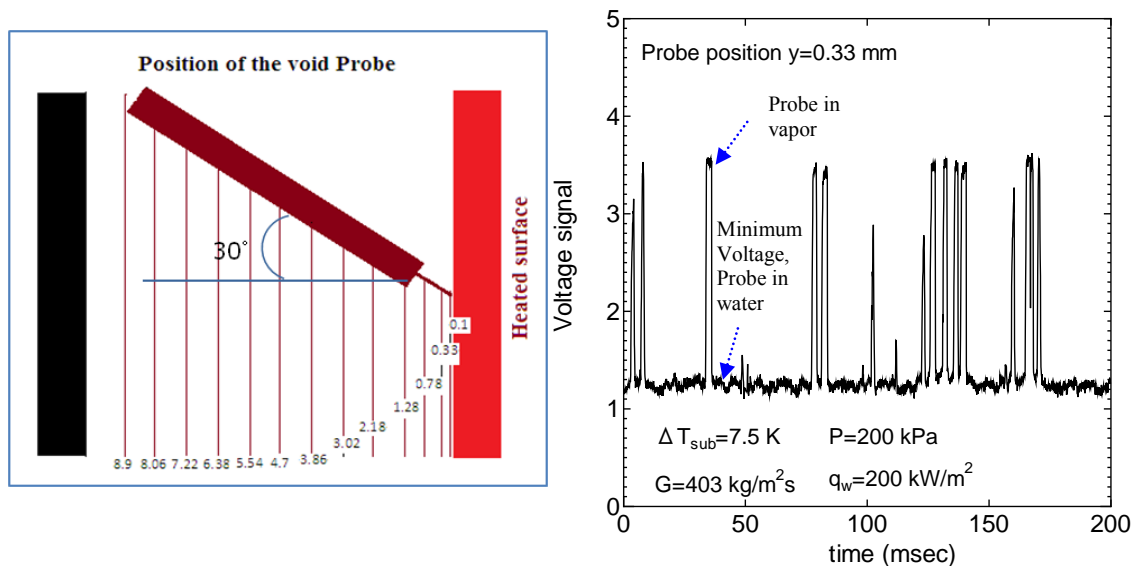 Position of the void Probe
30°
Heated surface
0.1
0.33
0.78
1.28
2.18
3.02
3.86
4.7
5.54
6.38
7.22
8.06
8.9
Voltage signal
5
4
3
2
1
0
Probe position y=0.33 mm
Probe in
vapor
Minimum
Voltage,
Probe in
water
ΔTsub=7.5 K P=200 kPa
G=403 kg/m²s qw=200 kW/m²
0 50 100 150 200
time (msec)